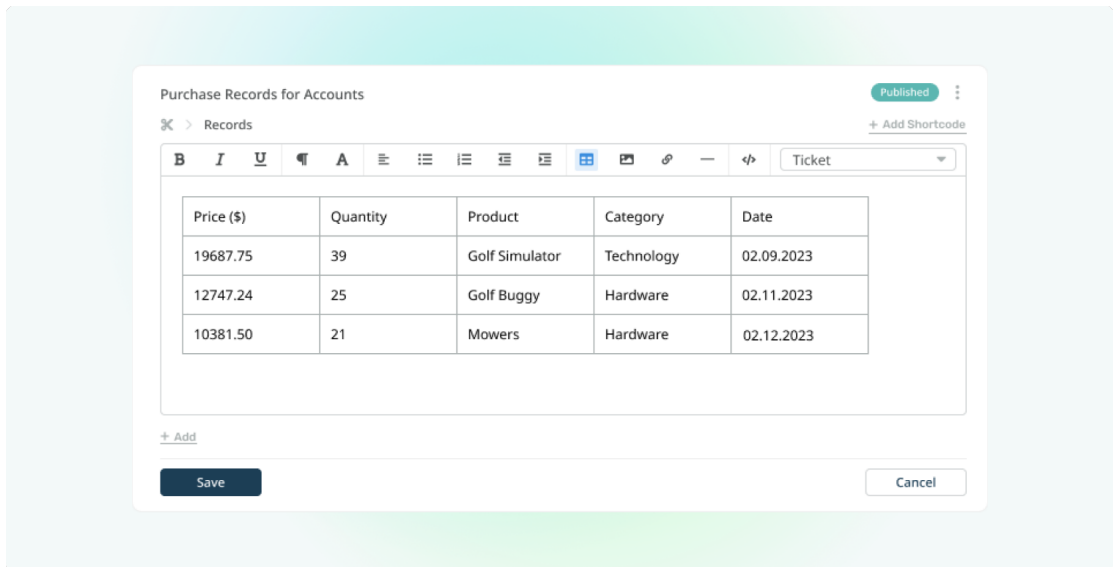 Purchase Records for Accounts
Published
Records
+ Add Shortcode
B I U ¶ A </> Ticket
Price ($) Quantity Product Category Date
19687.75 39 Golf Simulator Technology 02.09.2023
12747.24 25 Golf Buggy Hardware 02.11.2023
10381.50 21 Mowers Hardware 02.12.2023
+ Add
Save Cancel